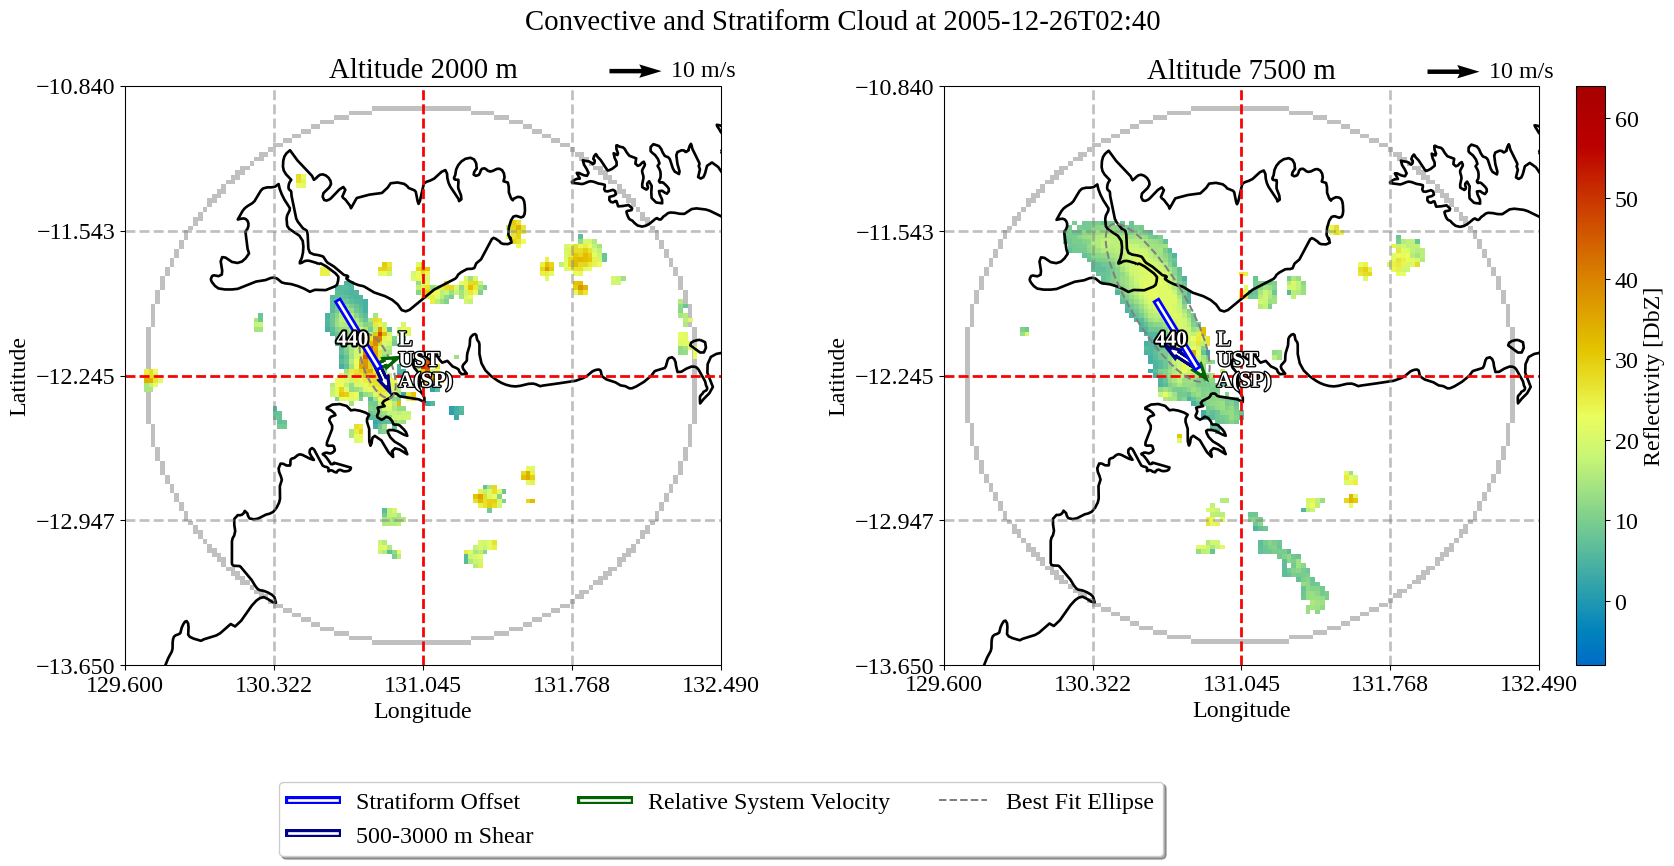 Convective and Stratiform Cloud at 2005-12-26T02:40
Altitude 2000 m
10 m/s
−10.840
−11.543
−12.245
−12.947
−13.650
129.600
130.322
131.045
131.768
132.490
Longitude
Latitude
440
L
UST
A(SP)
Altitude 7500 m
10 m/s
−10.840
−11.543
−12.245
−12.947
−13.650
129.600
130.322
131.045
131.768
132.490
Longitude
Latitude
440
L
UST
A(SP)
60
50
40
30
20
10
0
Reflectivity [DbZ]
Stratiform Offset
500-3000 m Shear
Relative System Velocity
Best Fit Ellipse